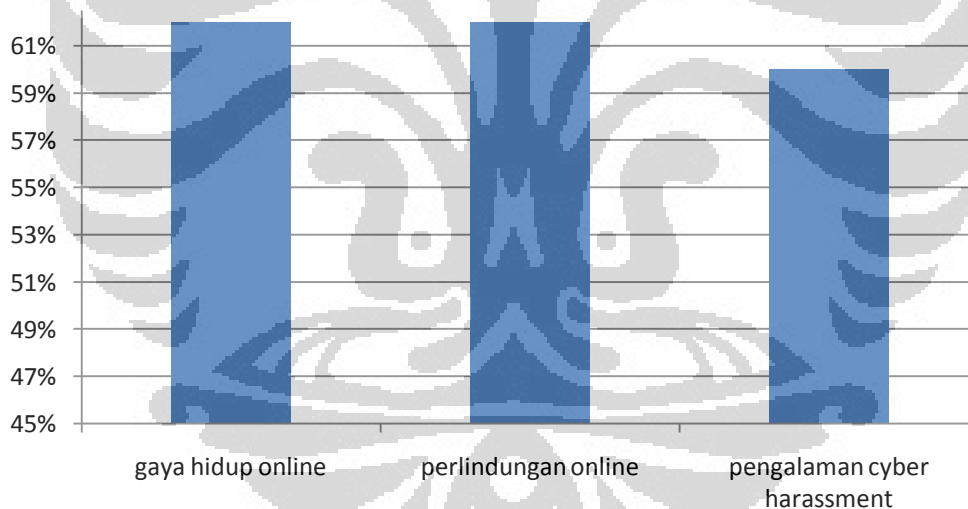 61%
59%
57%
55%
53%
51%
49%
47%
45%
gaya hidup online
perlindungan online
pengalaman cyber
harassment